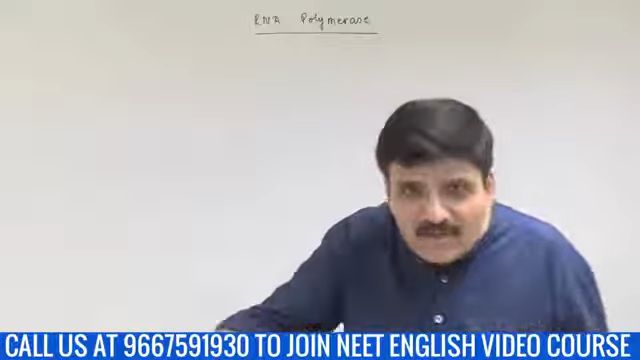 RNA Polymerase
CALL US AT 9667591930 TO JOIN NEET ENGLISH VIDEO COURSE